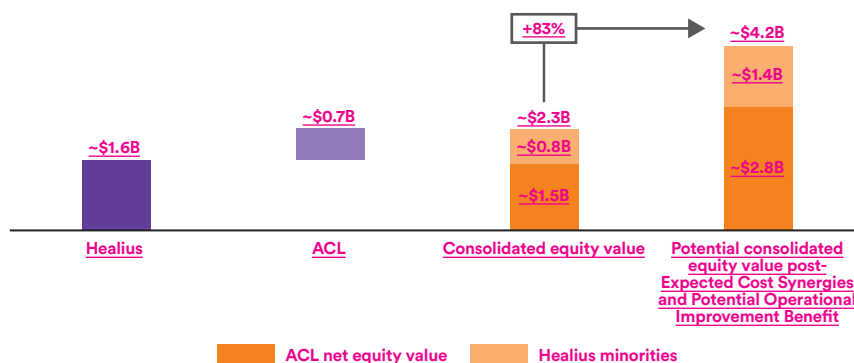 +83%
~$4.2B
~$1.4B
~$0.7B
~$2.3B
~$1.6B
~$0.8B
~$2.8B
~$1.5B
Healius
ACL
Consolidated equity value
Potential consolidated
equity value post-
Expected Cost Synergies
and Potential Operational
Improvement Benefit
ACL net equity value
Healius minorities